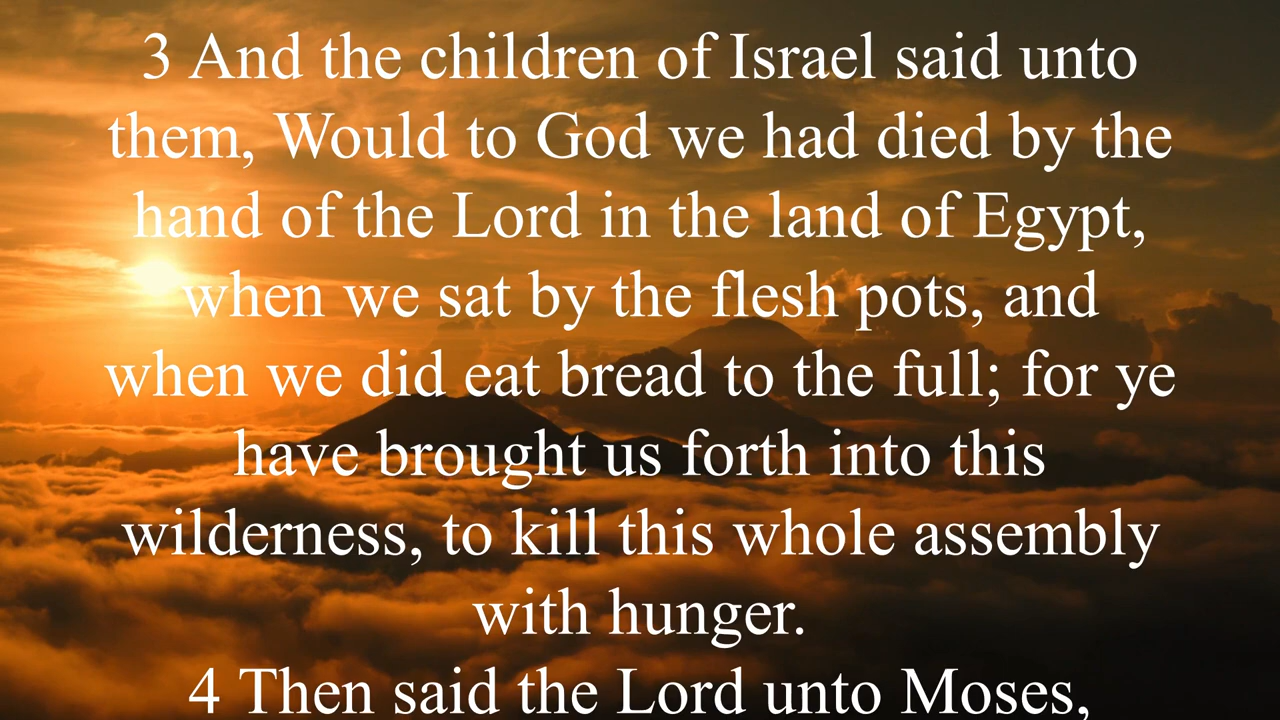 3 And the children of Israel said unto
them, Would to God we had died by the
hand of the Lord in the land of Egypt,
when we sat by the flesh pots, and
when we did eat bread to the full; for ye
have brought us forth into this
wilderness, to kill this whole assembly
with hunger.
4 Then said the Lord unto Moses,